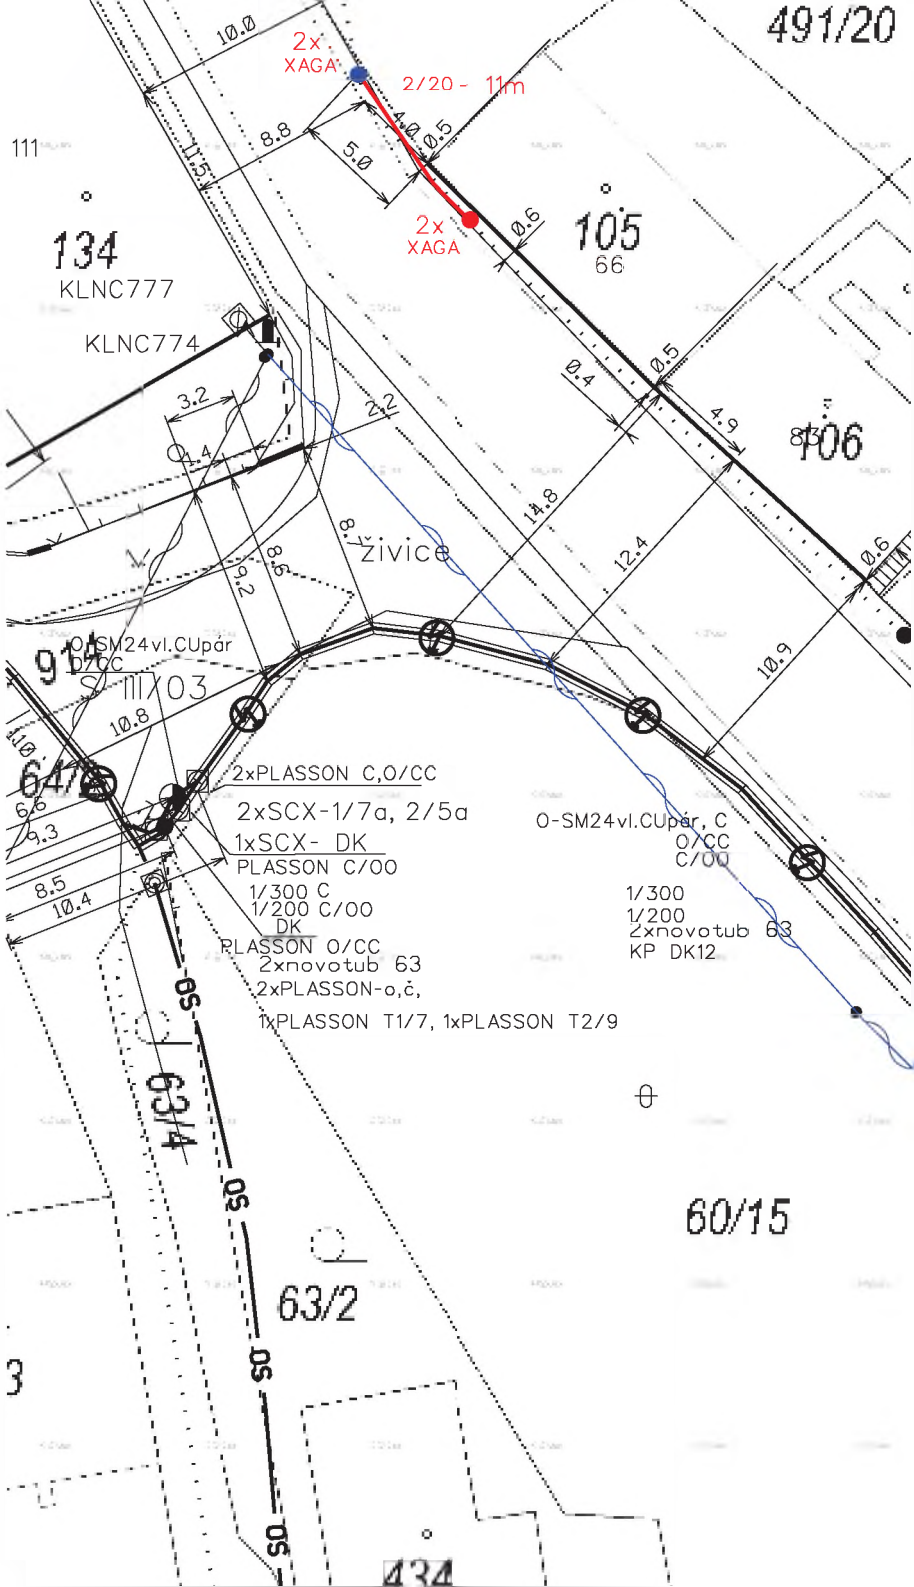 491/20
10.0
2x
XAGA
2/20 - 11m
4.0
0.5
8.8
5.0
11.5
111
134
KLNC777
2x
XAGA
0.6
105
66
KLNC774
3.2
2.2
1.4
0.5
0.4
4.9
106
14.8
12.4
0.6
8.7
8.6
9.2
živice
O-SM24vl.CUpár
O/CC
914
S III/03
10.8
10.9
110
64/
6.6
9.3
8.5
10.4
2xPLASSON C,O/CC
2xSCX-1/7a, 2/5a
1xSCX- DK
PLASSON C/OO
1/300 C
1/200 C/OO
DK
PLASSON O/CC
2xnovotub 63
2xPLASSON-o,č,
1xPLASSON T1/7, 1xPLASSON T2/9
O-SM24vl.CUpár, C
O/CC
C/OO
1/300
1/200
2xnovotub 63
KP DK12
SO
63/4
SO
60/15
63/2
SO
3
SO
434